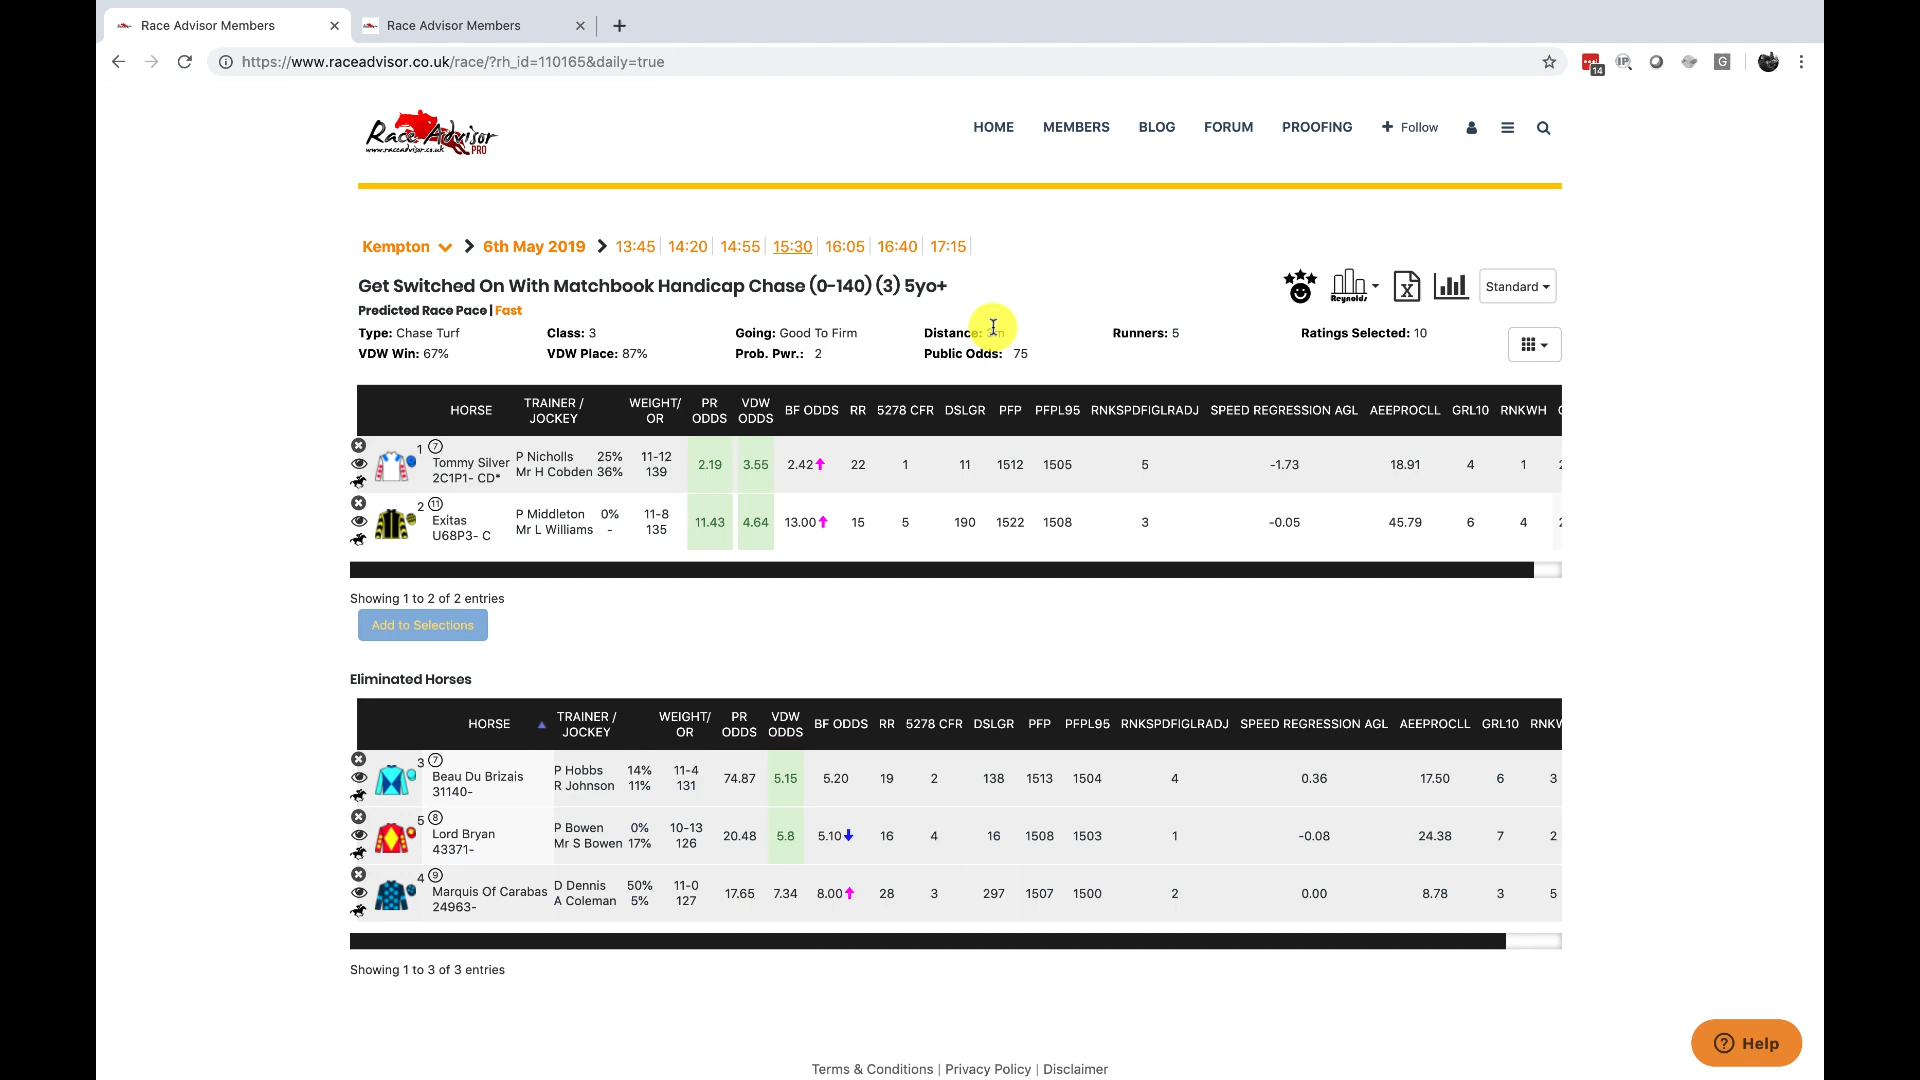 Race Advisor Members
Race Advisor Members
https://www.raceadvisor.co.uk/race/?rh_id=110165&daily=true
14
IP
G
Race Advisor
www.raceadvisor.co.uk PRO
HOME MEMBERS BLOG FORUM PROOFING + Follow
Kempton 6th May 2019 13:45 14:20 14:55 15:30 16:05 16:40 17:15
Get Switched On With Matchbook Handicap Chase (0-140) (3) 5yo+
Reynolds
X
Standard
Predicted Race Pace | Fast
Type: Chase Turf Class: 3 Going: Good To Firm Distance: Runners: 5 Ratings Selected: 10
VDW Win: 67% VDW Place: 87% Prob. Pwr.: 2 Public Odds: 75
HORSE TRAINER / JOCKEY WEIGHT/ OR PR ODDS VDW ODDS BF ODDS RR 5278 CFR DSLGR PFP PFPL95 RNKSPDFIGLRADJ SPEED REGRESSION AGL AEEPROCLL GRL10 RNKWH
1 7 Tommy Silver 2C1P1- CD* P Nicholls 25% Mr H Cobden 36% 11-12 139 2.19 3.55 2.42 22 1 11 1512 1505 5 -1.73 18.91 4 1
2 11 Exitas U68P3- C P Middleton 0% Mr L Williams - 11-8 135 11.43 4.64 13.00 15 5 190 1522 1508 3 -0.05 45.79 6 4
Showing 1 to 2 of 2 entries
Add to Selections
Eliminated Horses
HORSE TRAINER / JOCKEY WEIGHT/ OR PR ODDS VDW ODDS BF ODDS RR 5278 CFR DSLGR PFP PFPL95 RNKSPDFIGLRADJ SPEED REGRESSION AGL AEEPROCLL GRL10
3 7 Beau Du Brizais 31140- P Hobbs 14% R Johnson 11% 11-4 131 74.87 5.15 5.20 19 2 138 1513 1504 4 0.36 17.50 6 3
5 8 Lord Bryan 43371- P Bowen 0% Mr S Bowen 17% 10-13 126 20.48 5.8 5.10 16 4 16 1508 1503 1 -0.08 24.38 7 2
4 9 Marquis Of Carabas 24963- D Dennis 50% A Coleman 5% 11-0 127 17.65 7.34 8.00 28 3 297 1507 1500 2 0.00 8.78 3 5
Showing 1 to 3 of 3 entries
? Help
Terms & Conditions | Privacy Policy | Disclaimer